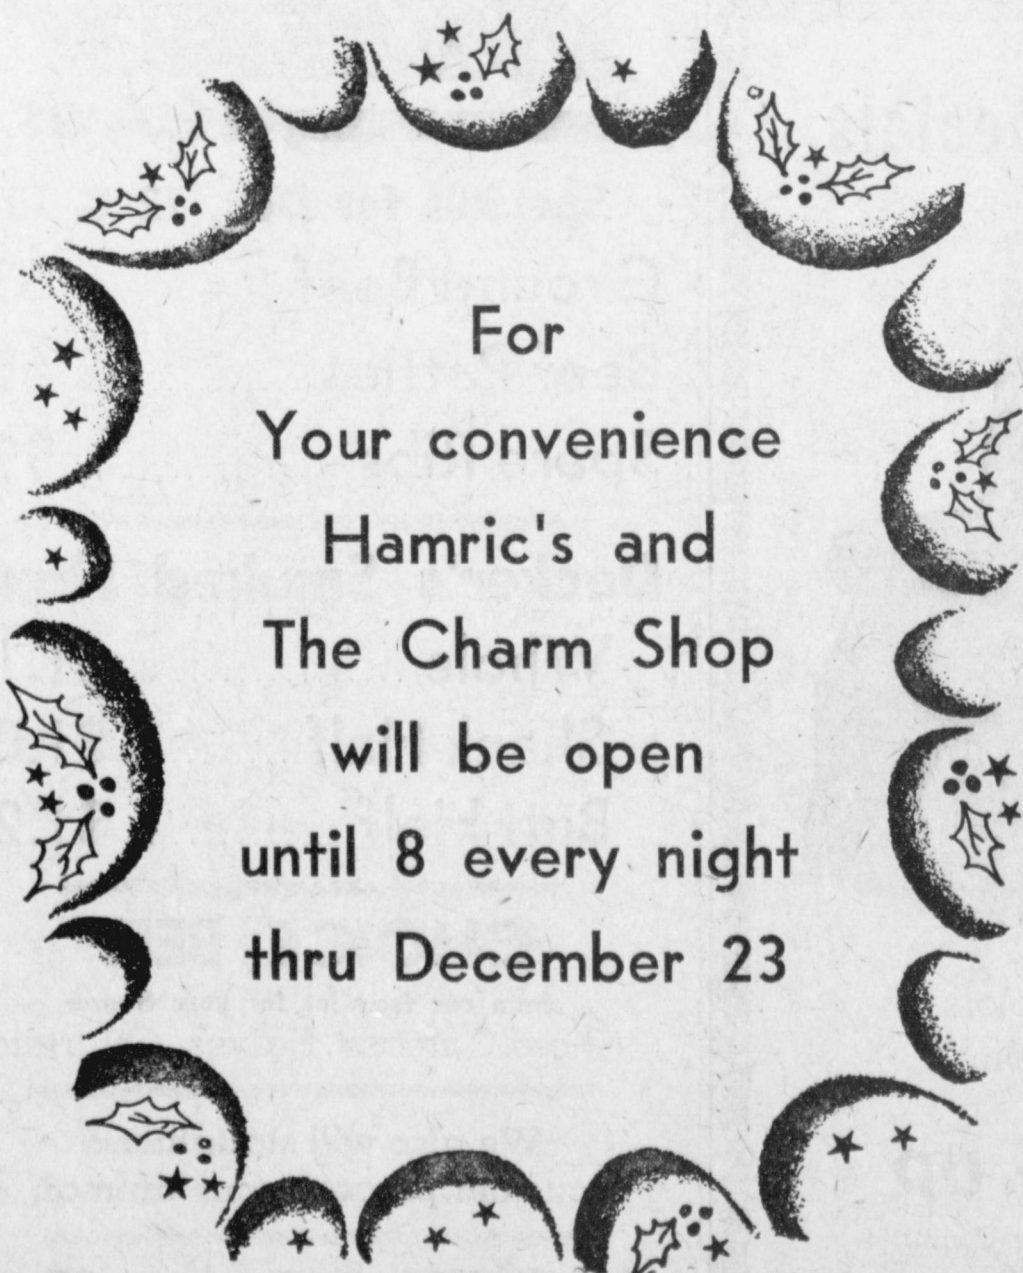 For
Your convenience
Hamric's and
The Charm Shop
will be open
until 8 every night
thru December 23